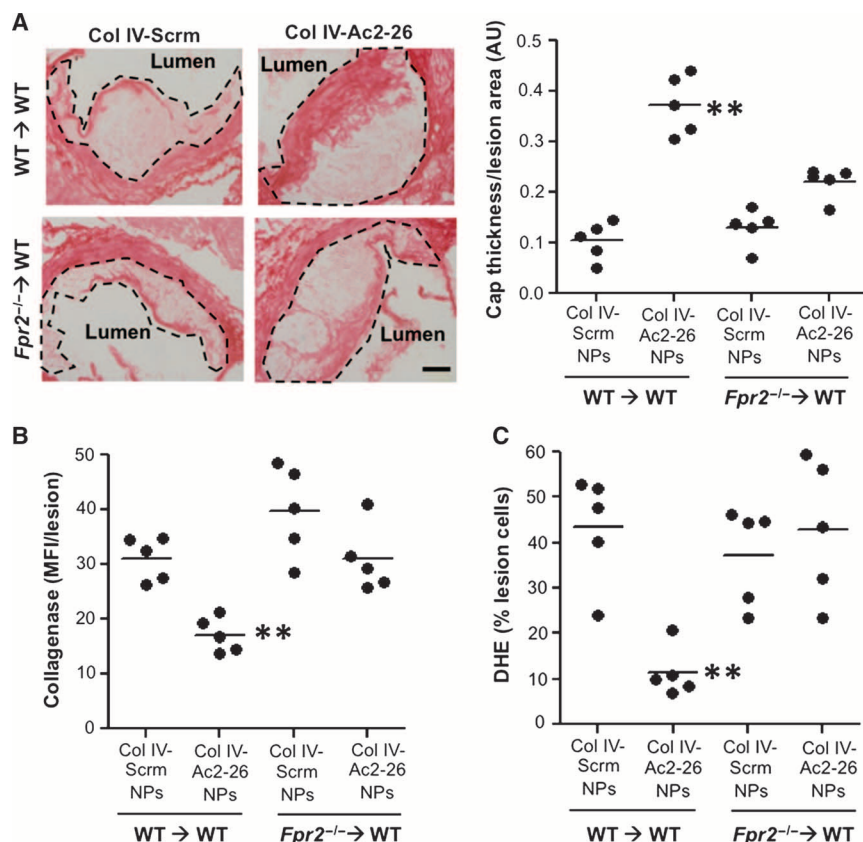 A
Col IV-Scrm
Col IV-Ac2-26
WT → WT
Fpr2⁻/⁻→ WT
Lumen
Lumen
Lumen
Lumen
Cap thickness/lesion area (AU)
0.5
0.4
0.3
0.2
0.1
0.0
**
Col IV- Col IV- Col IV- Col IV-
Scrm Ac2-26 Scrm Ac2-26
NPs NPs NPs NPs
WT → WT Fpr2⁻/⁻→ WT
B
Collagenase (MFI/lesion)
50
40
30
20
10
0
**
Col IV- Col IV- Col IV- Col IV-
Scrm Ac2-26 Scrm Ac2-26
NPs NPs NPs NPs
WT → WT Fpr2⁻/⁻→ WT
C
DHE (% lesion cells)
60
50
40
30
20
10
0
**
Col IV- Col IV- Col IV- Col IV-
Scrm Ac2-26 Scrm Ac2-26
NPs NPs NPs NPs
WT → WT Fpr2⁻/⁻→ WT